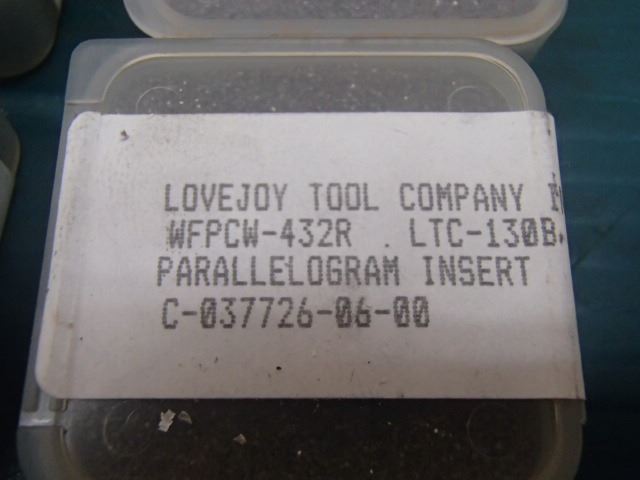 LOVEJOY TOOL COMPANY
WFPCW-432R . LTC-130B
PARALLELOGRAM INSERT
C-037726-06-00